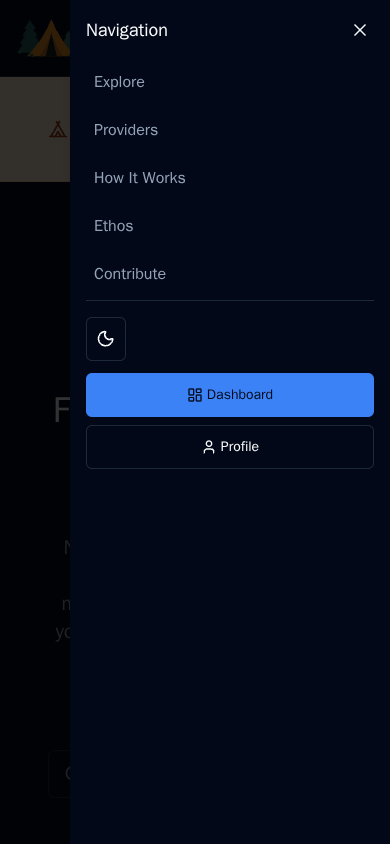 Navigation
Explore
Providers
How It Works
Ethos
Contribute
Dashboard
Profile